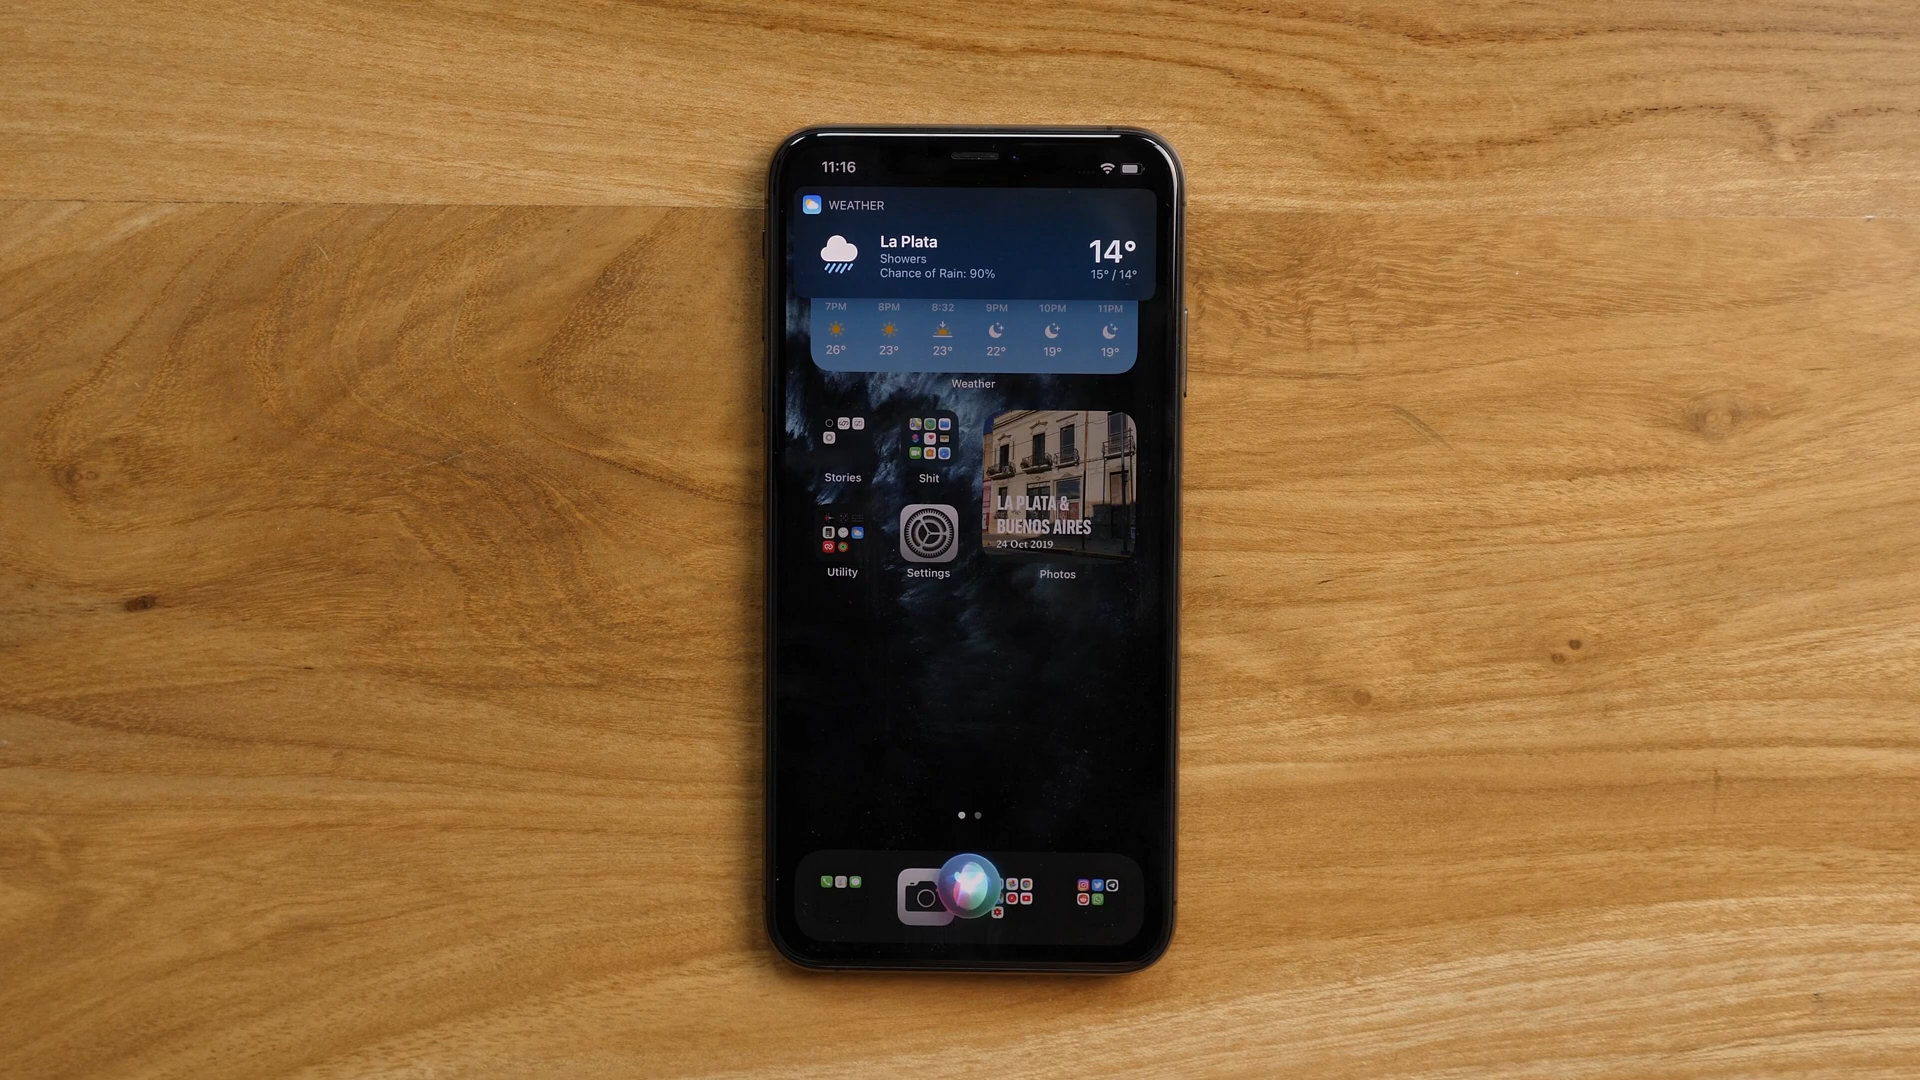 11:16
WEATHER
La Plata
Showers
Chance of Rain: 90%
14°
15° / 14°
7PM 8PM 8:32 9PM 10PM 11PM
26° 23° 23° 22° 19° 19°
Weather
Stories
Shit
LA PLATA &
BUENOS AIRES
24 Oct 2019
Utility
Settings
Photos